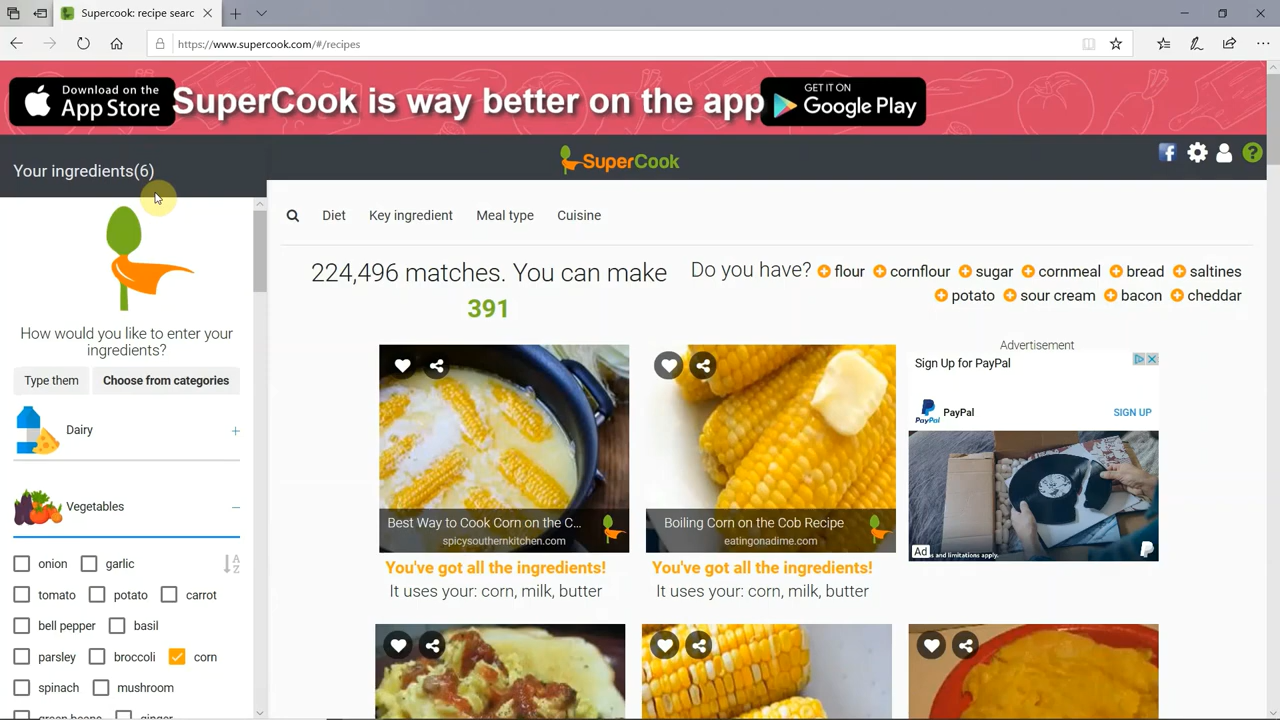 Supercook: recipe searc
https://www.supercook.com/#/recipes
Download on the
App Store
SuperCook is way better on the app
GET IT ON
Google Play
Your ingredients(6)
SuperCook
Diet Key ingredient Meal type Cuisine
224,496 matches. You can make
391
Do you have? flour cornflour sugar cornmeal bread saltines
potato sour cream bacon cheddar
How would you like to enter your
ingredients?
Type them Choose from categories
Dairy
Vegetables
onion garlic
A
Z
tomato potato carrot
bell pepper basil
parsley broccoli corn
spinach mushroom
green beans ginger
Best Way to Cook Corn on the C...
spicysouthernkitchen.com
You've got all the ingredients!
It uses your: corn, milk, butter
Boiling Corn on the Cob Recipe
eatingonadime.com
You've got all the ingredients!
It uses your: corn, milk, butter
Advertisement
Sign Up for PayPal
PayPal
PayPal SIGN UP
Ad
s and limitations apply.